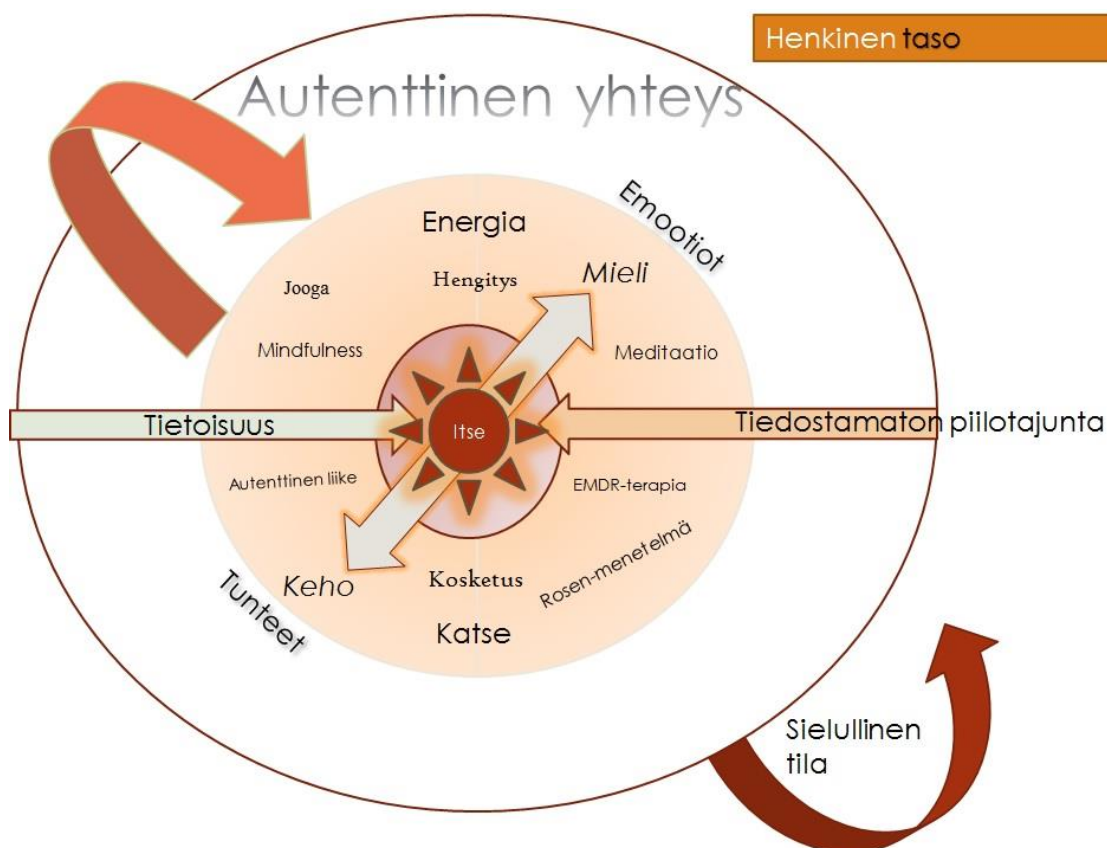 Henkinen taso
Autenttinen yhteys
Emootiot
Energia
Mieli
Hengitys
Jooga
Mindfulness
Meditaatio
Tietoisuus
Itse
Tiedostamaton piilotajunta
Autenttinen liike
EMDR-terapia
Rosen-menetelmä
Keho
Kosketus
Tunteet
Katse
Sielullinen
tila